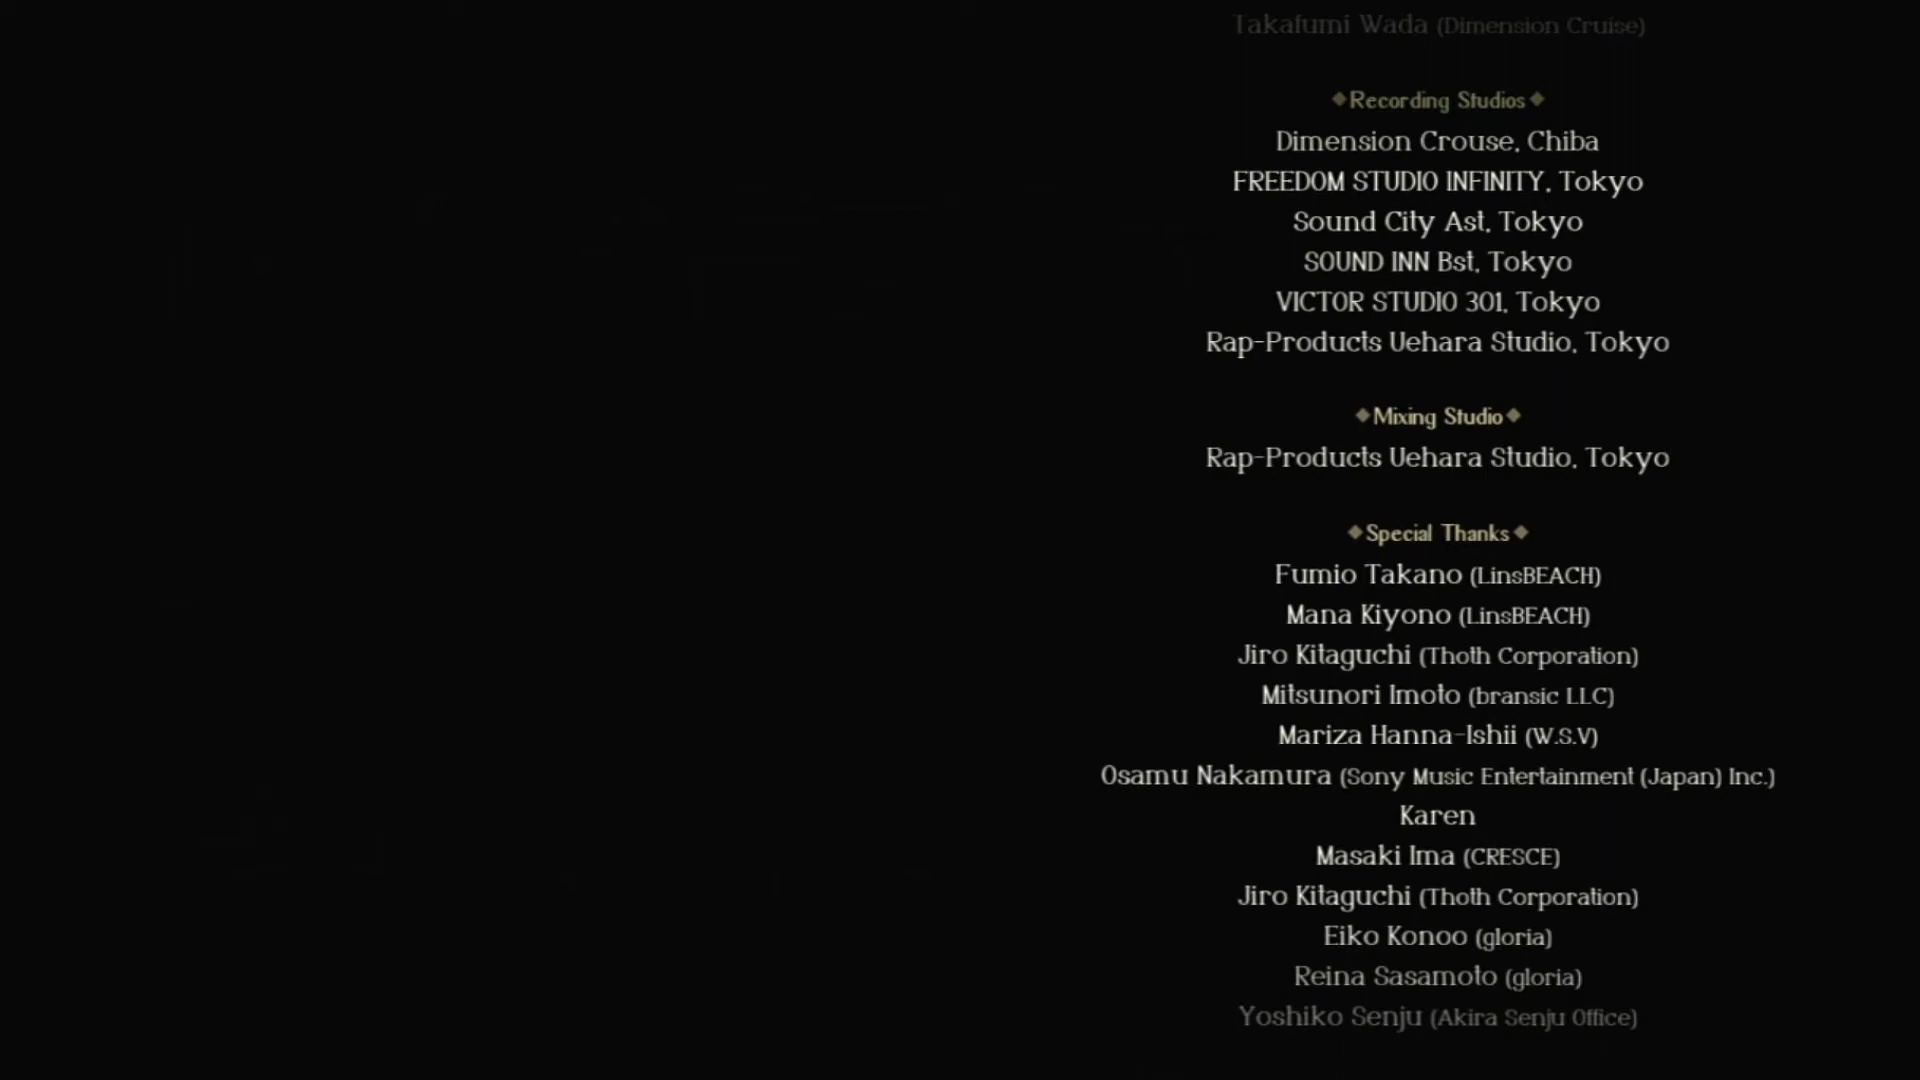 Takafumi Wada (Dimension Cruise)
◆Recording Studios◆
Dimension Crouse, Chiba
FREEDOM STUDIO INFINITY, Tokyo
Sound City Ast, Tokyo
SOUND INN Bst, Tokyo
VICTOR STUDIO 301, Tokyo
Rap-Products Uehara Studio, Tokyo
◆Mixing Studio◆
Rap-Products Uehara Studio, Tokyo
◆Special Thanks◆
Fumio Takano (LinsBEACH)
Mana Kiyono (LinsBEACH)
Jiro Kitaguchi (Thoth Corporation)
Mitsunori Imoto (bransic LLC)
Mariza Hanna-Ishii (W.S.V)
Osamu Nakamura (Sony Music Entertainment (Japan) Inc.)
Karen
Masaki Ima (CRESCE)
Jiro Kitaguchi (Thoth Corporation)
Eiko Konoo (gloria)
Reina Sasamoto (gloria)
Yoshiko Senju (Akira Senju Office)